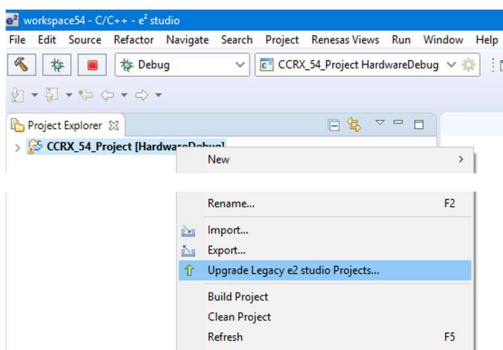 workspace54 - C/C++ - e² studio
File Edit Source Refactor Navigate Search Project Renesas Views Run Window Help
Debug CCRX_54_Project HardwareDebug
Project Explorer
CCRX_54_Project [HardwareDebug]
New
Rename... F2
Import...
Export...
Upgrade Legacy e2 studio Projects...
Build Project
Clean Project
Refresh F5